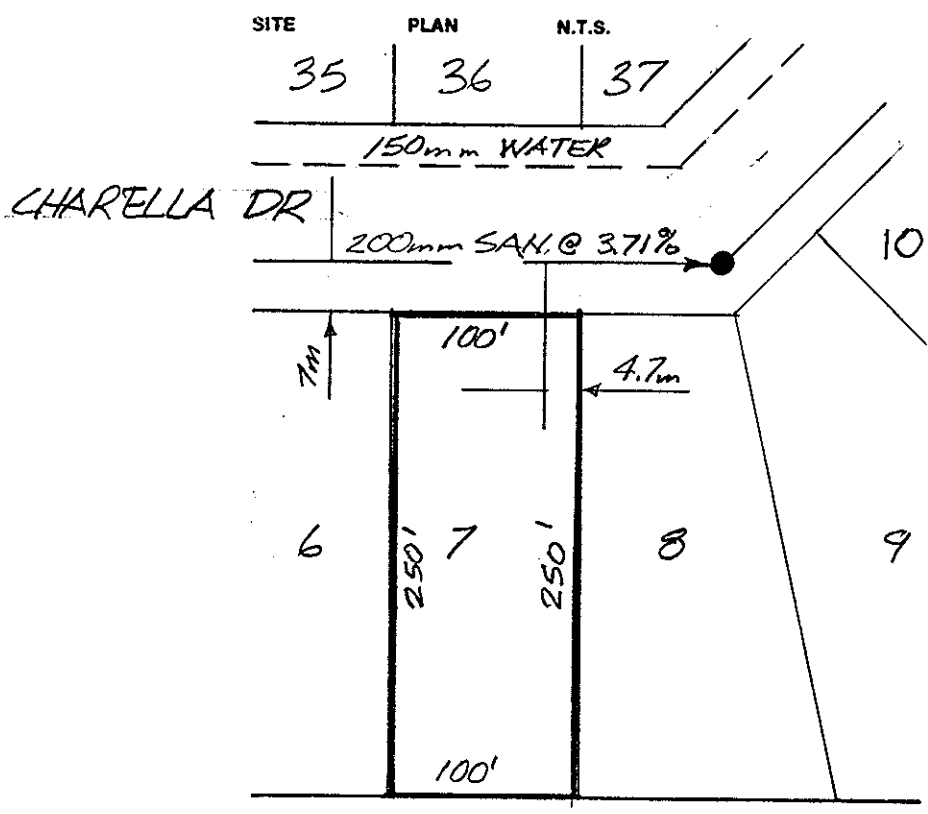 SITE PLAN N.T.S.
35 36 37
150mm WATER
CHARELLA DR
200mm SAN. @ 3.71%
10
100'
7m
4.7m
6 7 8 9
250' 250'
100'